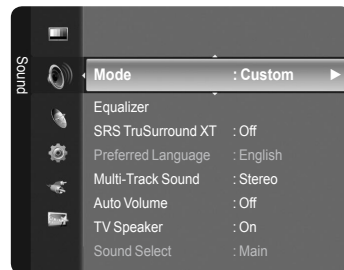 Sound
Mode : Custom ►
Equalizer
SRS TruSurround XT : Off
Preferred Language : English
Multi-Track Sound : Stereo
Auto Volume : Off
TV Speaker : On
Sound Select : Main